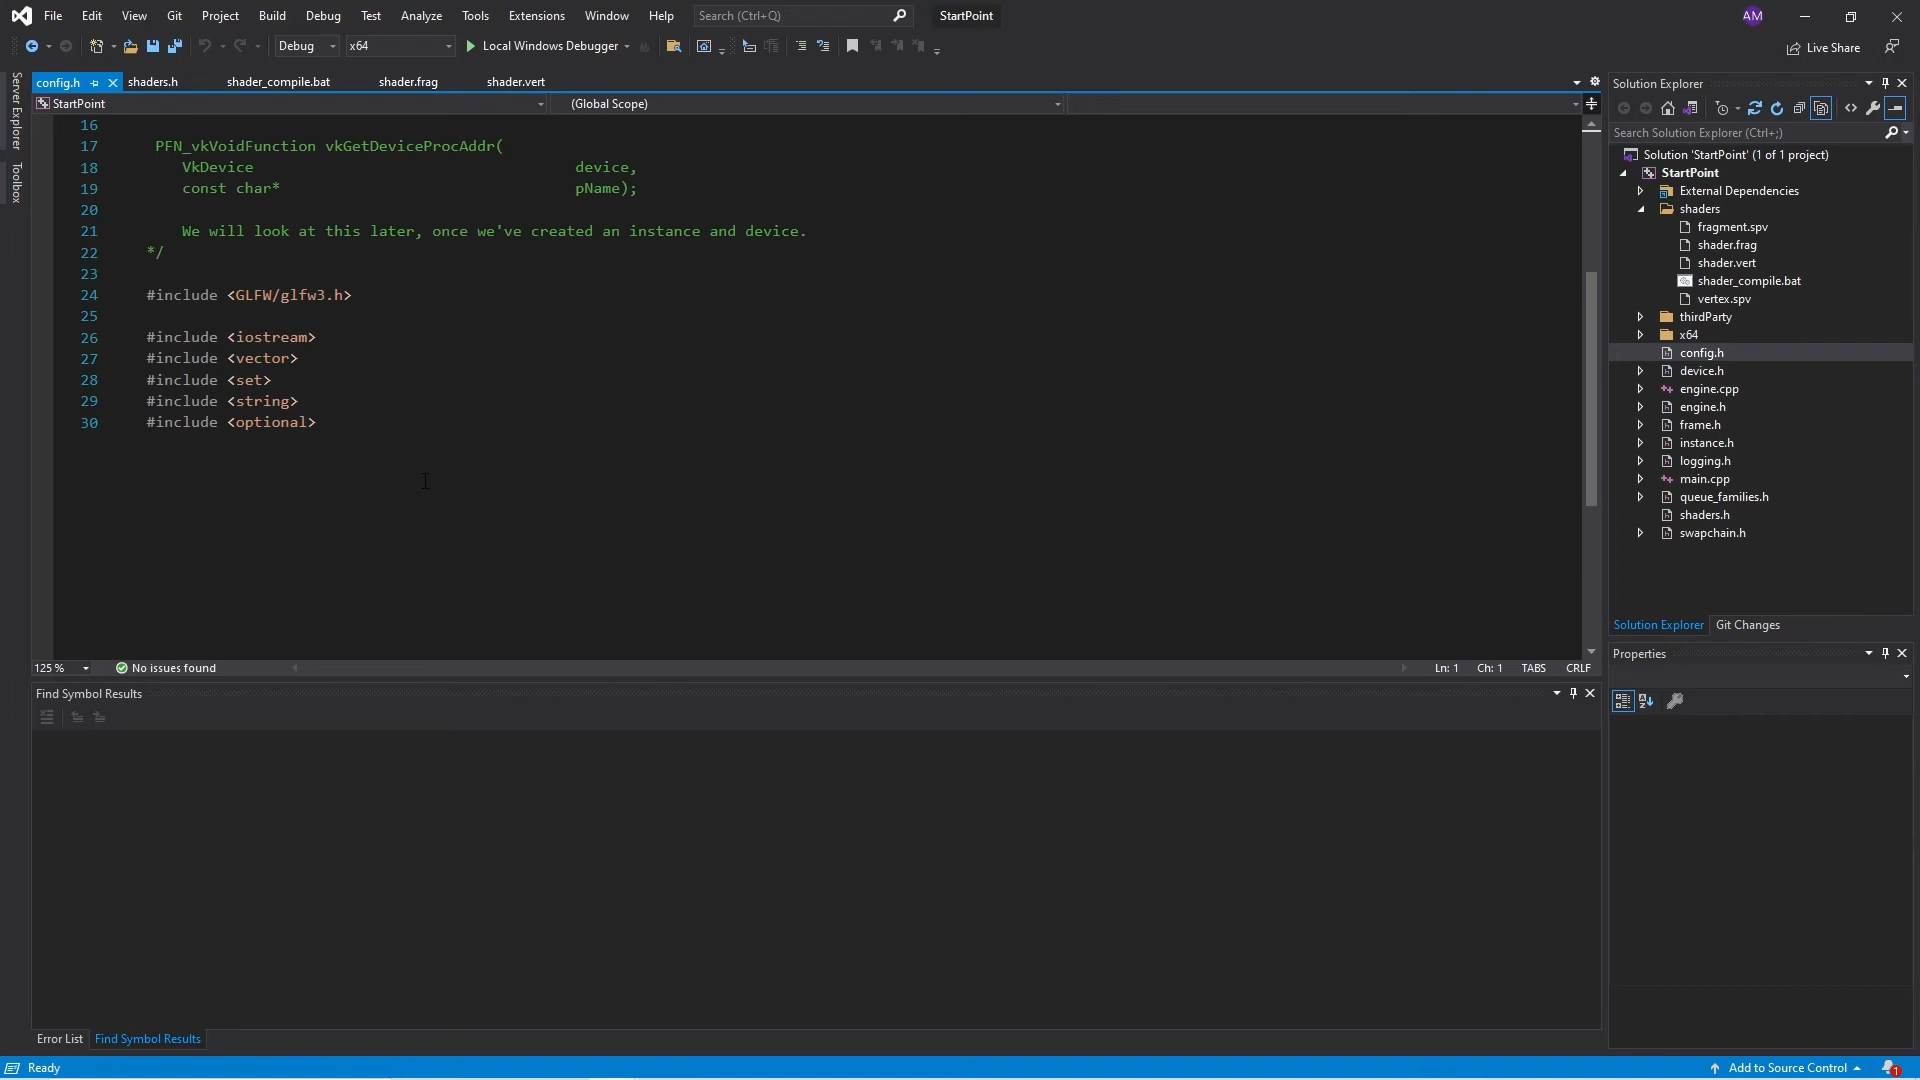 File Edit View Git Project Build Debug Test Analyze Tools Extensions Window Help Search (Ctrl+Q) StartPoint AM
Debug x64 Local Windows Debugger Live Share
Server Explorer
Toolbox
config.h shaders.h shader_compile.bat shader.frag shader.vert
StartPoint (Global Scope)
16
17 PFN_vkVoidFunction vkGetDeviceProcAddr(
18 VkDevice device,
19 const char* pName);
20
21 We will look at this later, once we've created an instance and device.
22 */
23
24 #include <GLFW/glfw3.h>
25
26 #include <iostream>
27 #include <vector>
28 #include <set>
29 #include <string>
30 #include <optional>
125 % No issues found Ln: 1 Ch: 1 TABS CRLF
Find Symbol Results
Error List Find Symbol Results
Solution Explorer
Search Solution Explorer (Ctrl+;)
Solution 'StartPoint' (1 of 1 project)
StartPoint
External Dependencies
shaders
fragment.spv
shader.frag
shader.vert
shader_compile.bat
vertex.spv
thirdParty
x64
config.h
device.h
engine.cpp
engine.h
frame.h
instance.h
logging.h
main.cpp
queue_families.h
shaders.h
swapchain.h
Solution Explorer Git Changes
Properties
Ready Add to Source Control 1